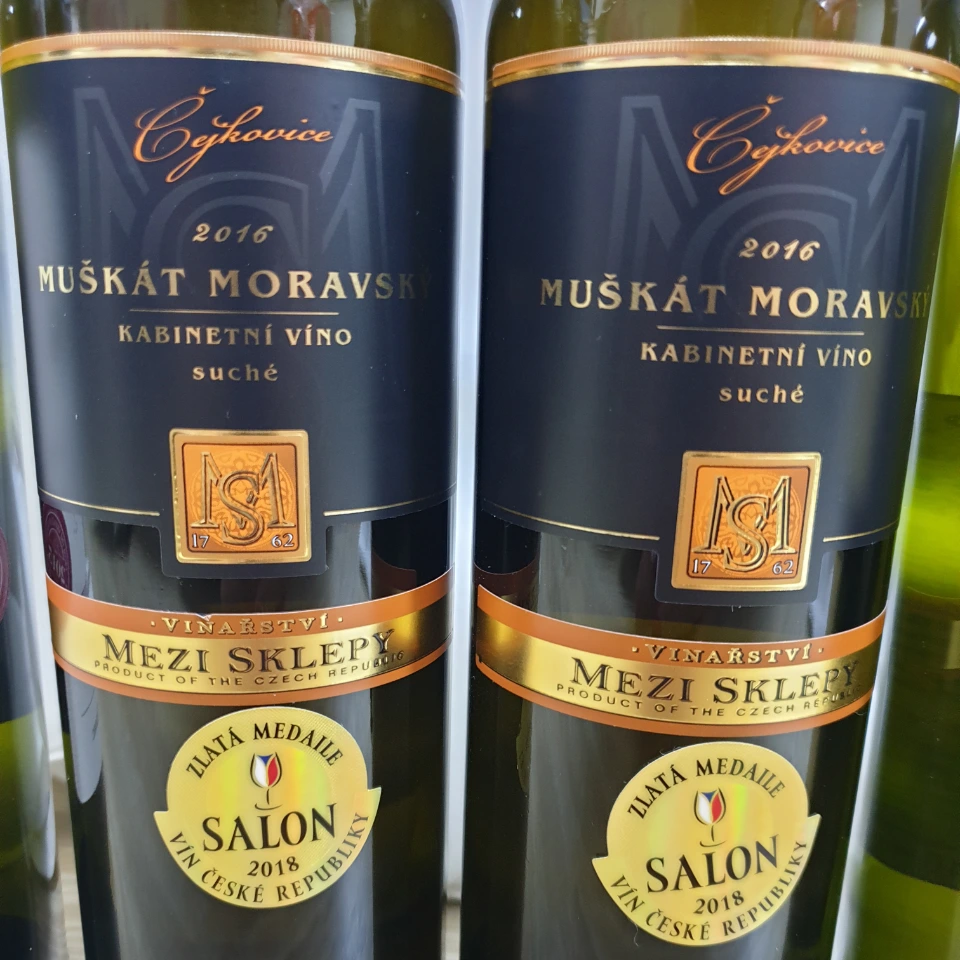 Čejkovice
2016
MUŠKÁT MORAVSKÝ
KABINETNÍ VÍNO
suché
MS
17 62
· VINAŘSTVÍ ·
MEZI SKLEPY
PRODUCT OF THE CZECH REPUBLIC
ZLATÁ MEDAILE
SALON
2018
VÍN ČESKÉ REPUBLIKY
Čejkovice
2016
MUŠKÁT MORAVSKÝ
KABINETNÍ VÍNO
suché
MS
17 62
· VINAŘSTVÍ ·
MEZI SKLEPY
PRODUCT OF THE CZECH REPUBLIC
ZLATÁ MEDAILE
SALON
2018
VÍN ČESKÉ REPUBLIKY